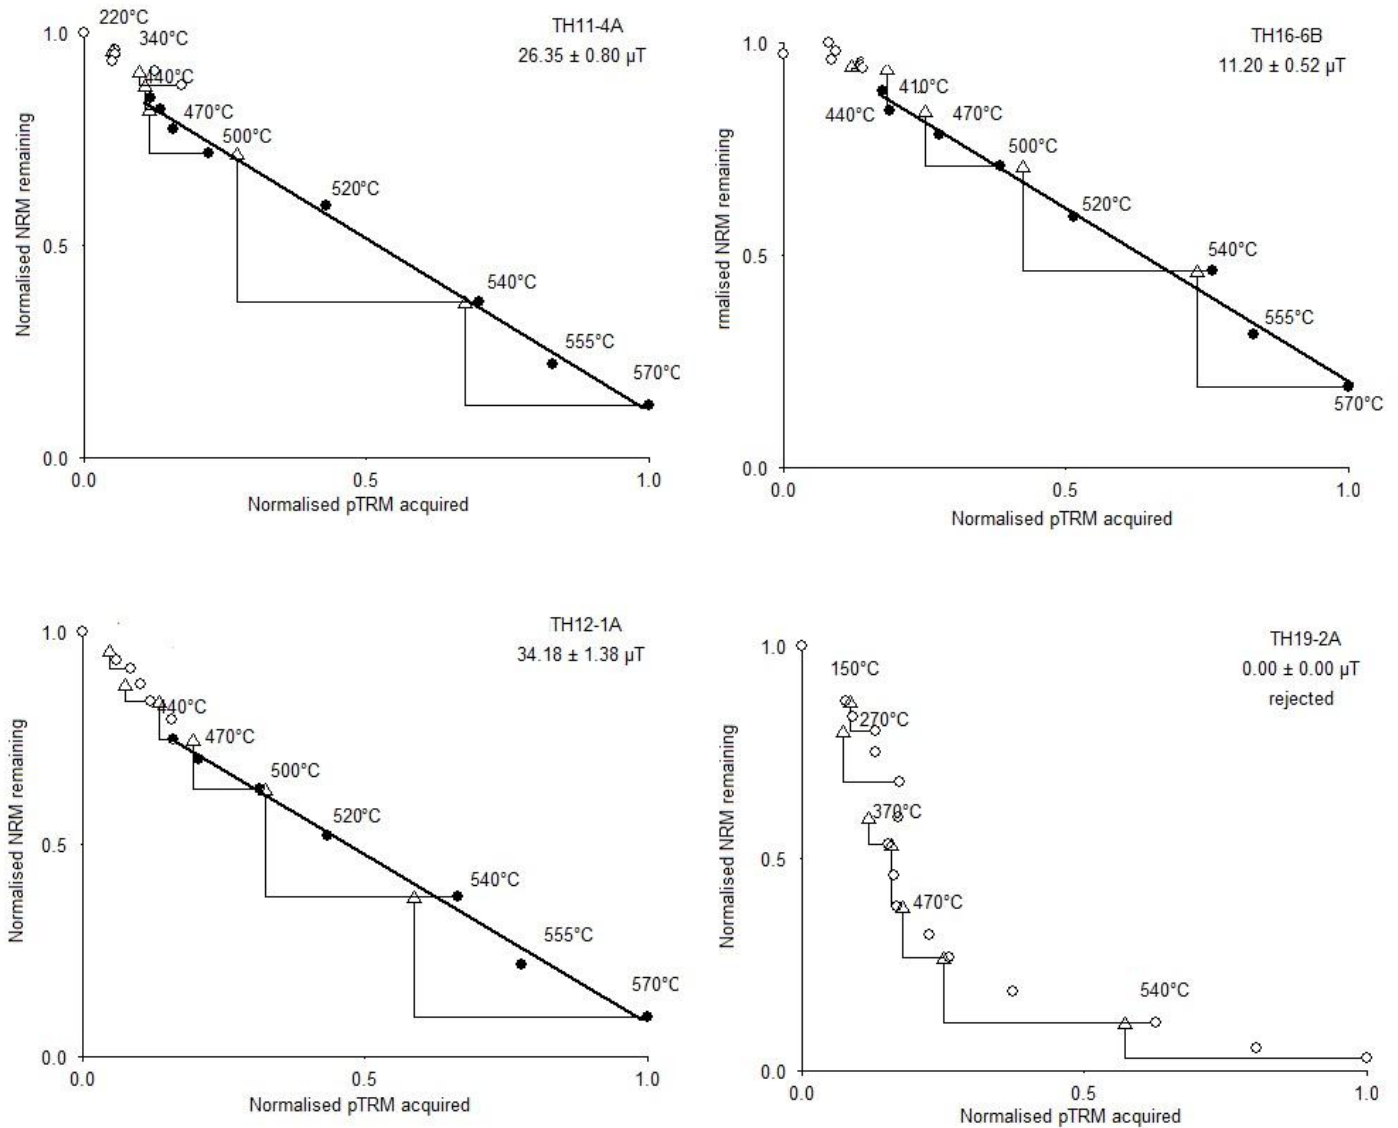 TH11-4A
26.35 ± 0.80 µT
1.0
220°C
340°C
440°C
470°C
500°C
520°C
0.5
540°C
555°C
570°C
0.0
0.0
0.5
1.0
Normalised NRM remaining
Normalised pTRM acquired
TH16-6B
11.20 ± 0.52 µT
1.0
410°C
440°C
470°C
500°C
520°C
0.5
540°C
555°C
570°C
0.0
0.0
0.5
1.0
rmalised NRM remaining
Normalised pTRM acquired
TH12-1A
34.18 ± 1.38 µT
1.0
440°C
470°C
500°C
520°C
0.5
540°C
555°C
570°C
0.0
0.0
0.5
1.0
Normalised NRM remaining
Normalised pTRM acquired
TH19-2A
0.00 ± 0.00 µT
rejected
1.0
150°C
270°C
370°C
0.5
470°C
540°C
0.0
0.0
0.5
1.0
Normalised NRM remaining
Normalised pTRM acquired